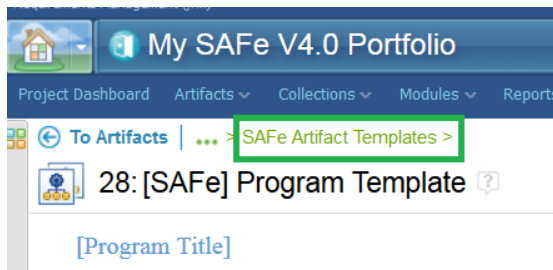 My SAFe V4.0 Portfolio
Project Dashboard Artifacts Collections Modules Reports
To Artifacts | ... > SAFe Artifact Templates >
28: [SAFe] Program Template ?
[Program Title]